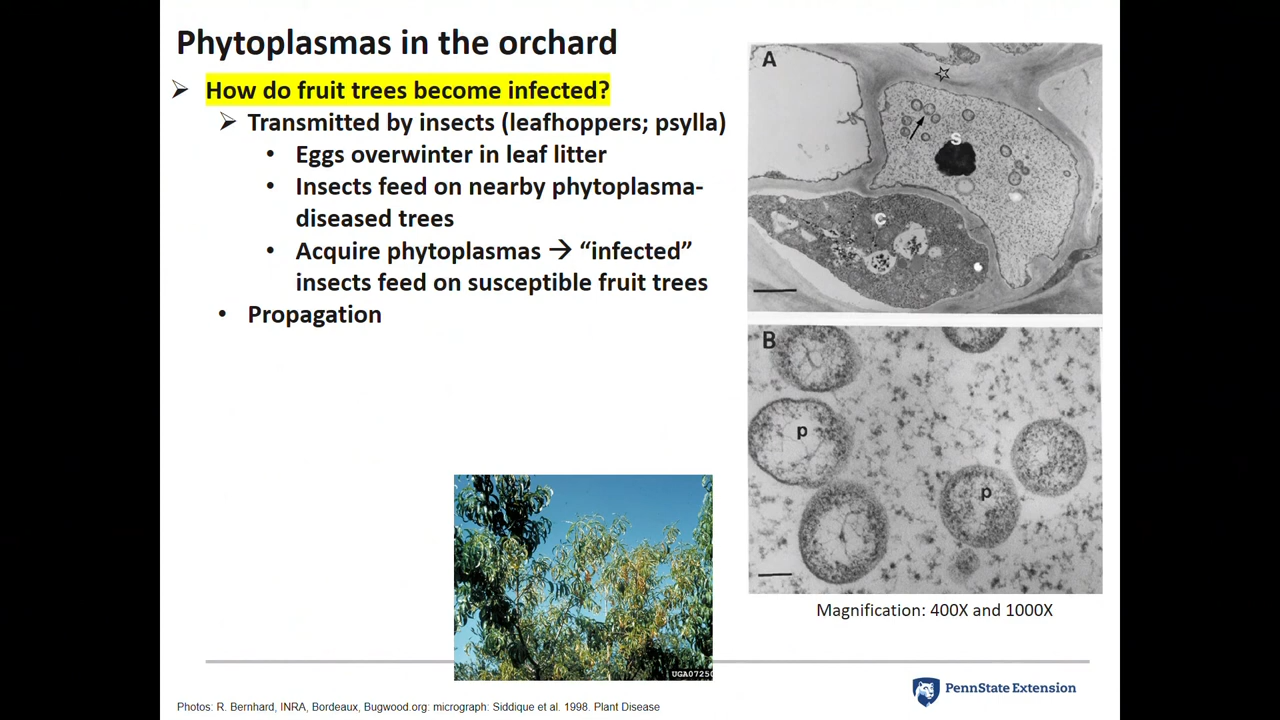 Phytoplasmas in the orchard
How do fruit trees become infected?
Transmitted by insects (leafhoppers; psylla)
Eggs overwinter in leaf litter
Insects feed on nearby phytoplasma-
diseased trees
Acquire phytoplasmas → “infected”
insects feed on susceptible fruit trees
Propagation
A
S
C
B
p
p
Magnification: 400X and 1000X
UGA07250
PennState Extension
Photos: R. Bernhard, INRA, Bordeaux, Bugwood.org: micrograph: Siddique et al. 1998. Plant Disease